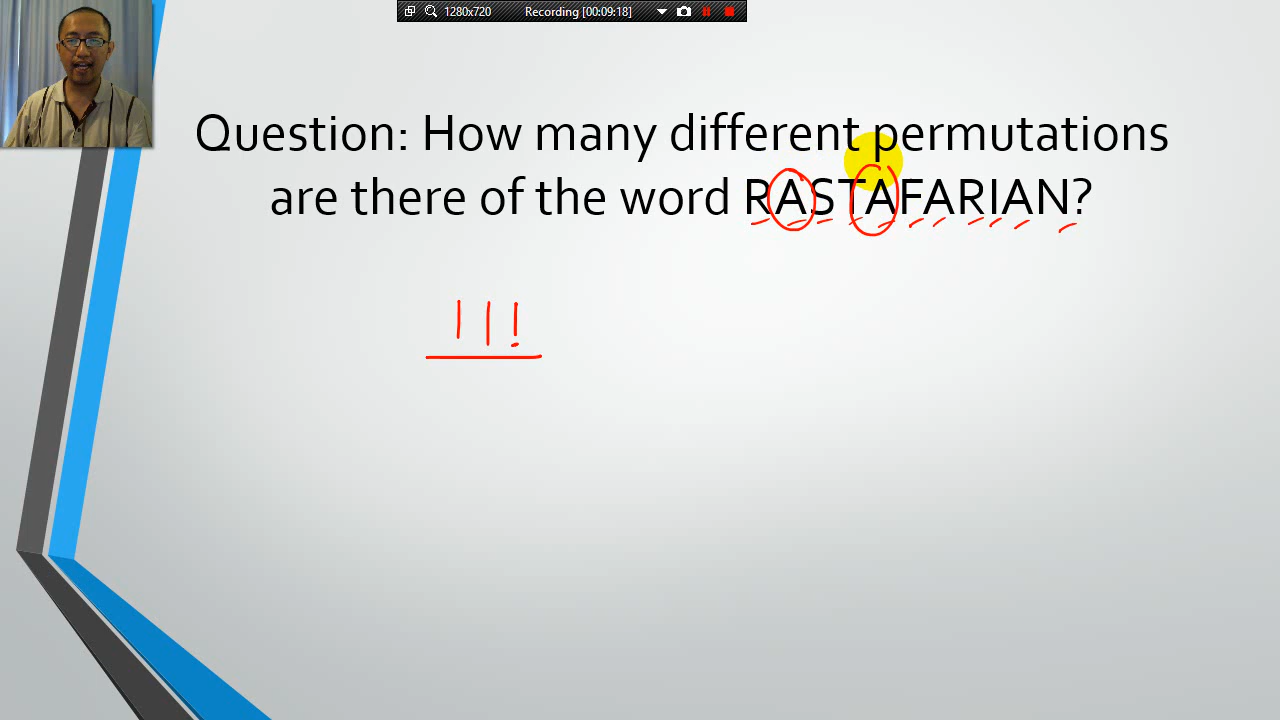 1280x720 Recording [00:09:18]
Question: How many different permutations
are there of the word RASTAFARIAN?
11!